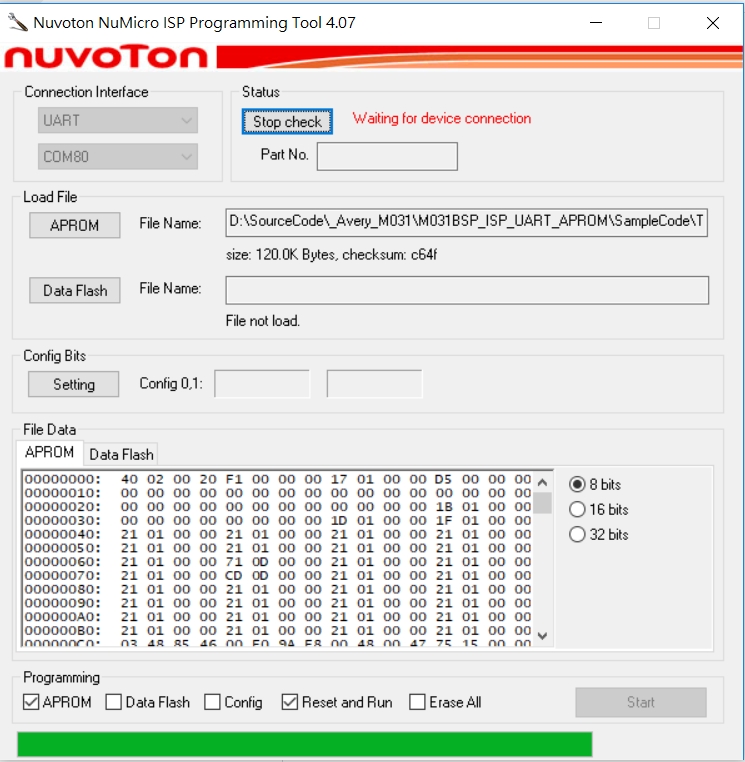 Nuvoton NuMicro ISP Programming Tool 4.07
nuvoTon
Connection Interface
UART
COM80
Status
Stop check
Waiting for device connection
Part No.
Load File
APROM
File Name:
D:\SourceCode\_Avery_M031\M031BSP_ISP_UART_APROM\SampleCode\T
size: 120.0K Bytes, checksum: c64f
Data Flash
File Name:
File not load.
Config Bits
Setting
Config 0,1:
File Data
APROM
Data Flash
00000000: 40 02 00 20 F1 00 00 00 17 01 00 00 D5 00 00 00
00000010: 00 00 00 00 00 00 00 00 00 00 00 00 00 00 00 00
00000020: 00 00 00 00 00 00 00 00 00 00 00 00 1B 01 00 00
00000030: 00 00 00 00 00 00 00 00 1D 01 00 00 1F 01 00 00
00000040: 21 01 00 00 21 01 00 00 21 01 00 00 21 01 00 00
00000050: 21 01 00 00 21 01 00 00 21 01 00 00 21 01 00 00
00000060: 21 01 00 00 71 0D 00 00 21 01 00 00 21 01 00 00
00000070: 21 01 00 00 CD 0D 00 00 21 01 00 00 21 01 00 00
00000080: 21 01 00 00 21 01 00 00 21 01 00 00 21 01 00 00
00000090: 21 01 00 00 21 01 00 00 21 01 00 00 21 01 00 00
000000A0: 21 01 00 00 21 01 00 00 21 01 00 00 21 01 00 00
000000B0: 21 01 00 00 21 01 00 00 21 01 00 00 21 01 00 00
000000C0: 03 48 85 46 00 F0 9A F8 00 48 00 47 75 15 00 00
8 bits
16 bits
32 bits
Programming
APROM
Data Flash
Config
Reset and Run
Erase All
Start